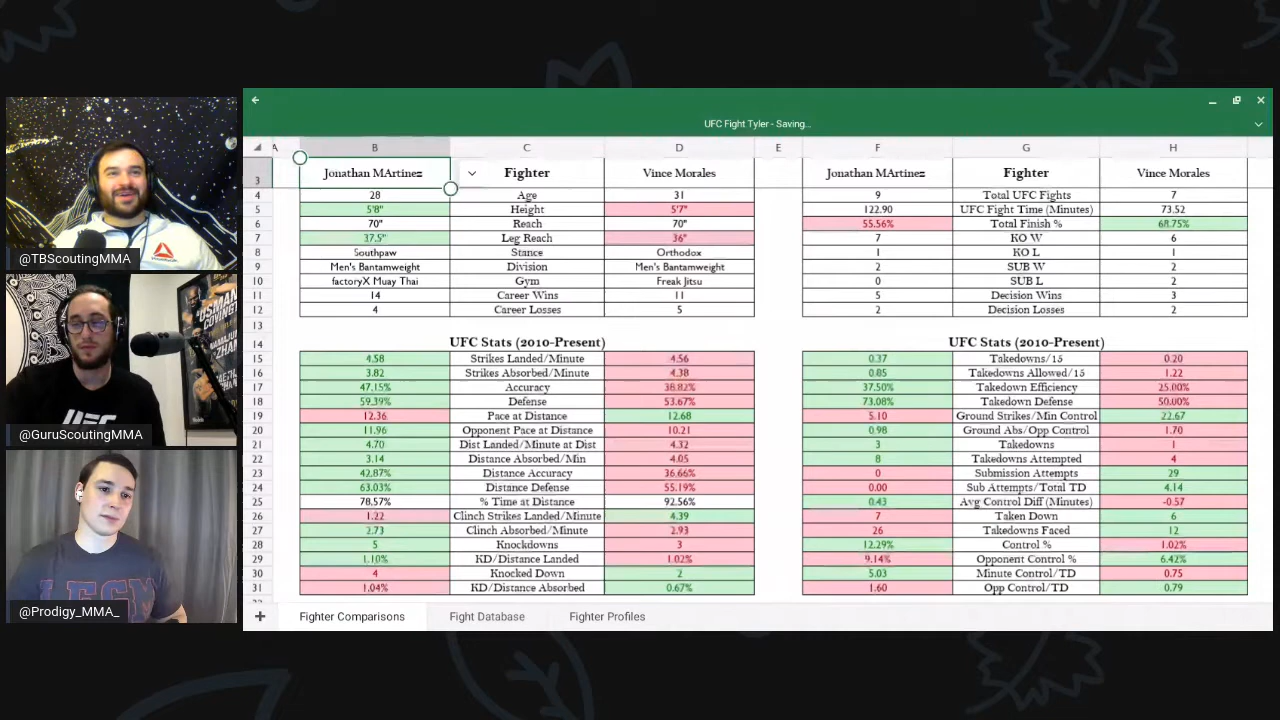 UFC Fight Tyler - Saving...
A B C D E F G H
3 Jonathan MArtinez Fighter Vince Morales Jonathan MArtinez Fighter Vince Morales
4 28 Age 31 9 Total UFC Fights 7
5 5'8" Height 5'7" 122.90 UFC Fight Time (Minutes) 73.52
6 70" Reach 70" 55.56% Total Finish % 68.75%
7 37.5" Leg Reach 36" 7 KO W 6
8 Southpaw Stance Orthodox 1 KO L 1
9 Men's Bantamweight Division Men's Bantamweight 2 SUB W 2
10 factoryX Muay Thai Gym Freak Jitsu 0 SUB L 2
11 14 Career Wins 11 5 Decision Wins 3
12 4 Career Losses 5 2 Decision Losses 2
13
14 UFC Stats (2010-Present) UFC Stats (2010-Present)
15 4.58 Strikes Landed/Minute 4.56 0.37 Takedowns/15 0.20
16 3.82 Strikes Absorbed/Minute 4.38 0.85 Takedowns Allowed/15 1.22
17 47.15% Accuracy 38.82% 37.50% Takedown Efficiency 25.00%
18 59.39% Defense 53.67% 73.08% Takedown Defense 50.00%
19 12.36 Pace at Distance 12.68 5.10 Ground Strikes/Min Control 22.67
20 11.96 Opponent Pace at Distance 10.21 0.98 Ground Abs/Opp Control 1.70
21 4.70 Dist Landed/Minute at Dist 4.32 3 Takedowns 1
22 3.14 Distance Absorbed/Min 4.05 8 Takedowns Attempted 4
23 42.87% Distance Accuracy 36.66% 0 Submission Attempts 29
24 63.03% Distance Defense 55.19% 0.00 Sub Attempts/Total TD 4.14
25 78.57% % Time at Distance 92.56% 0.43 Avg Control Diff (Minutes) -0.57
26 1.22 Clinch Strikes Landed/Minute 4.39 7 Taken Down 6
27 2.73 Clinch Absorbed/Minute 2.93 26 Takedowns Faced 12
28 5 Knockdowns 3 12.29% Control % 1.02%
29 1.10% KD/Distance Landed 1.02% 9.14% Opponent Control % 6.42%
30 4 Knocked Down 2 5.03 Minute Control/TD 0.75
31 1.04% KD/Distance Absorbed 0.67% 1.60 Opp Control/TD 0.79
Fighter Comparisons Fight Database Fighter Profiles
@TBScoutingMMA
USMAN
COVINGT
UFC
@GuruScoutingMMA
@Prodigy_MMA_